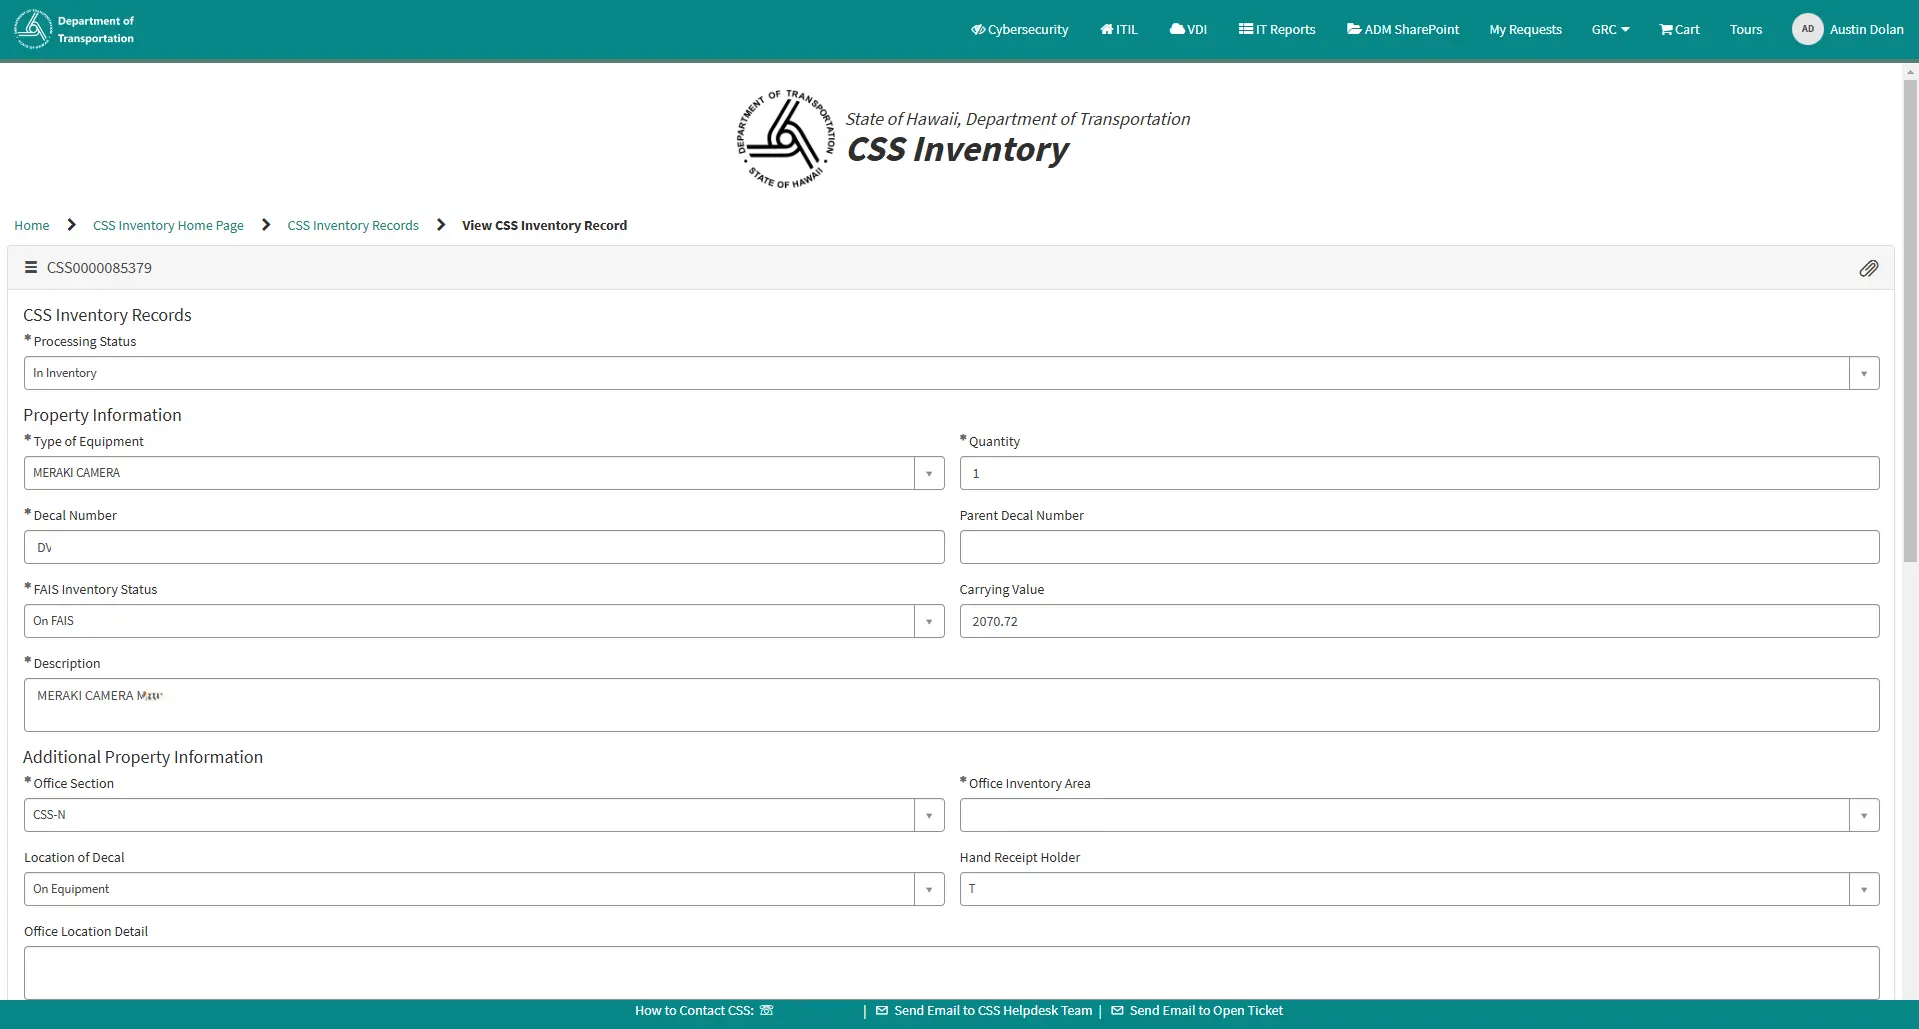 Department of
Transportation
Cybersecurity
ITIL
VDI
IT Reports
ADM SharePoint
My Requests
GRC
Cart
Tours
AD
Austin Dolan
DEPARTMENT OF TRANSPORTATION
STATE OF HAWAII
State of Hawaii, Department of Transportation
CSS Inventory
Home
CSS Inventory Home Page
CSS Inventory Records
View CSS Inventory Record
CSS0000085379
CSS Inventory Records
* Processing Status
In Inventory
Property Information
* Type of Equipment
MERAKI CAMERA
* Quantity
1
* Decal Number
DV
Parent Decal Number
* FAIS Inventory Status
On FAIS
Carrying Value
2070.72
* Description
MERAKI CAMERA
Additional Property Information
* Office Section
CSS-N
* Office Inventory Area
Location of Decal
On Equipment
Hand Receipt Holder
T
Office Location Detail
How to Contact CSS:
| Send Email to CSS Helpdesk Team |
Send Email to Open Ticket